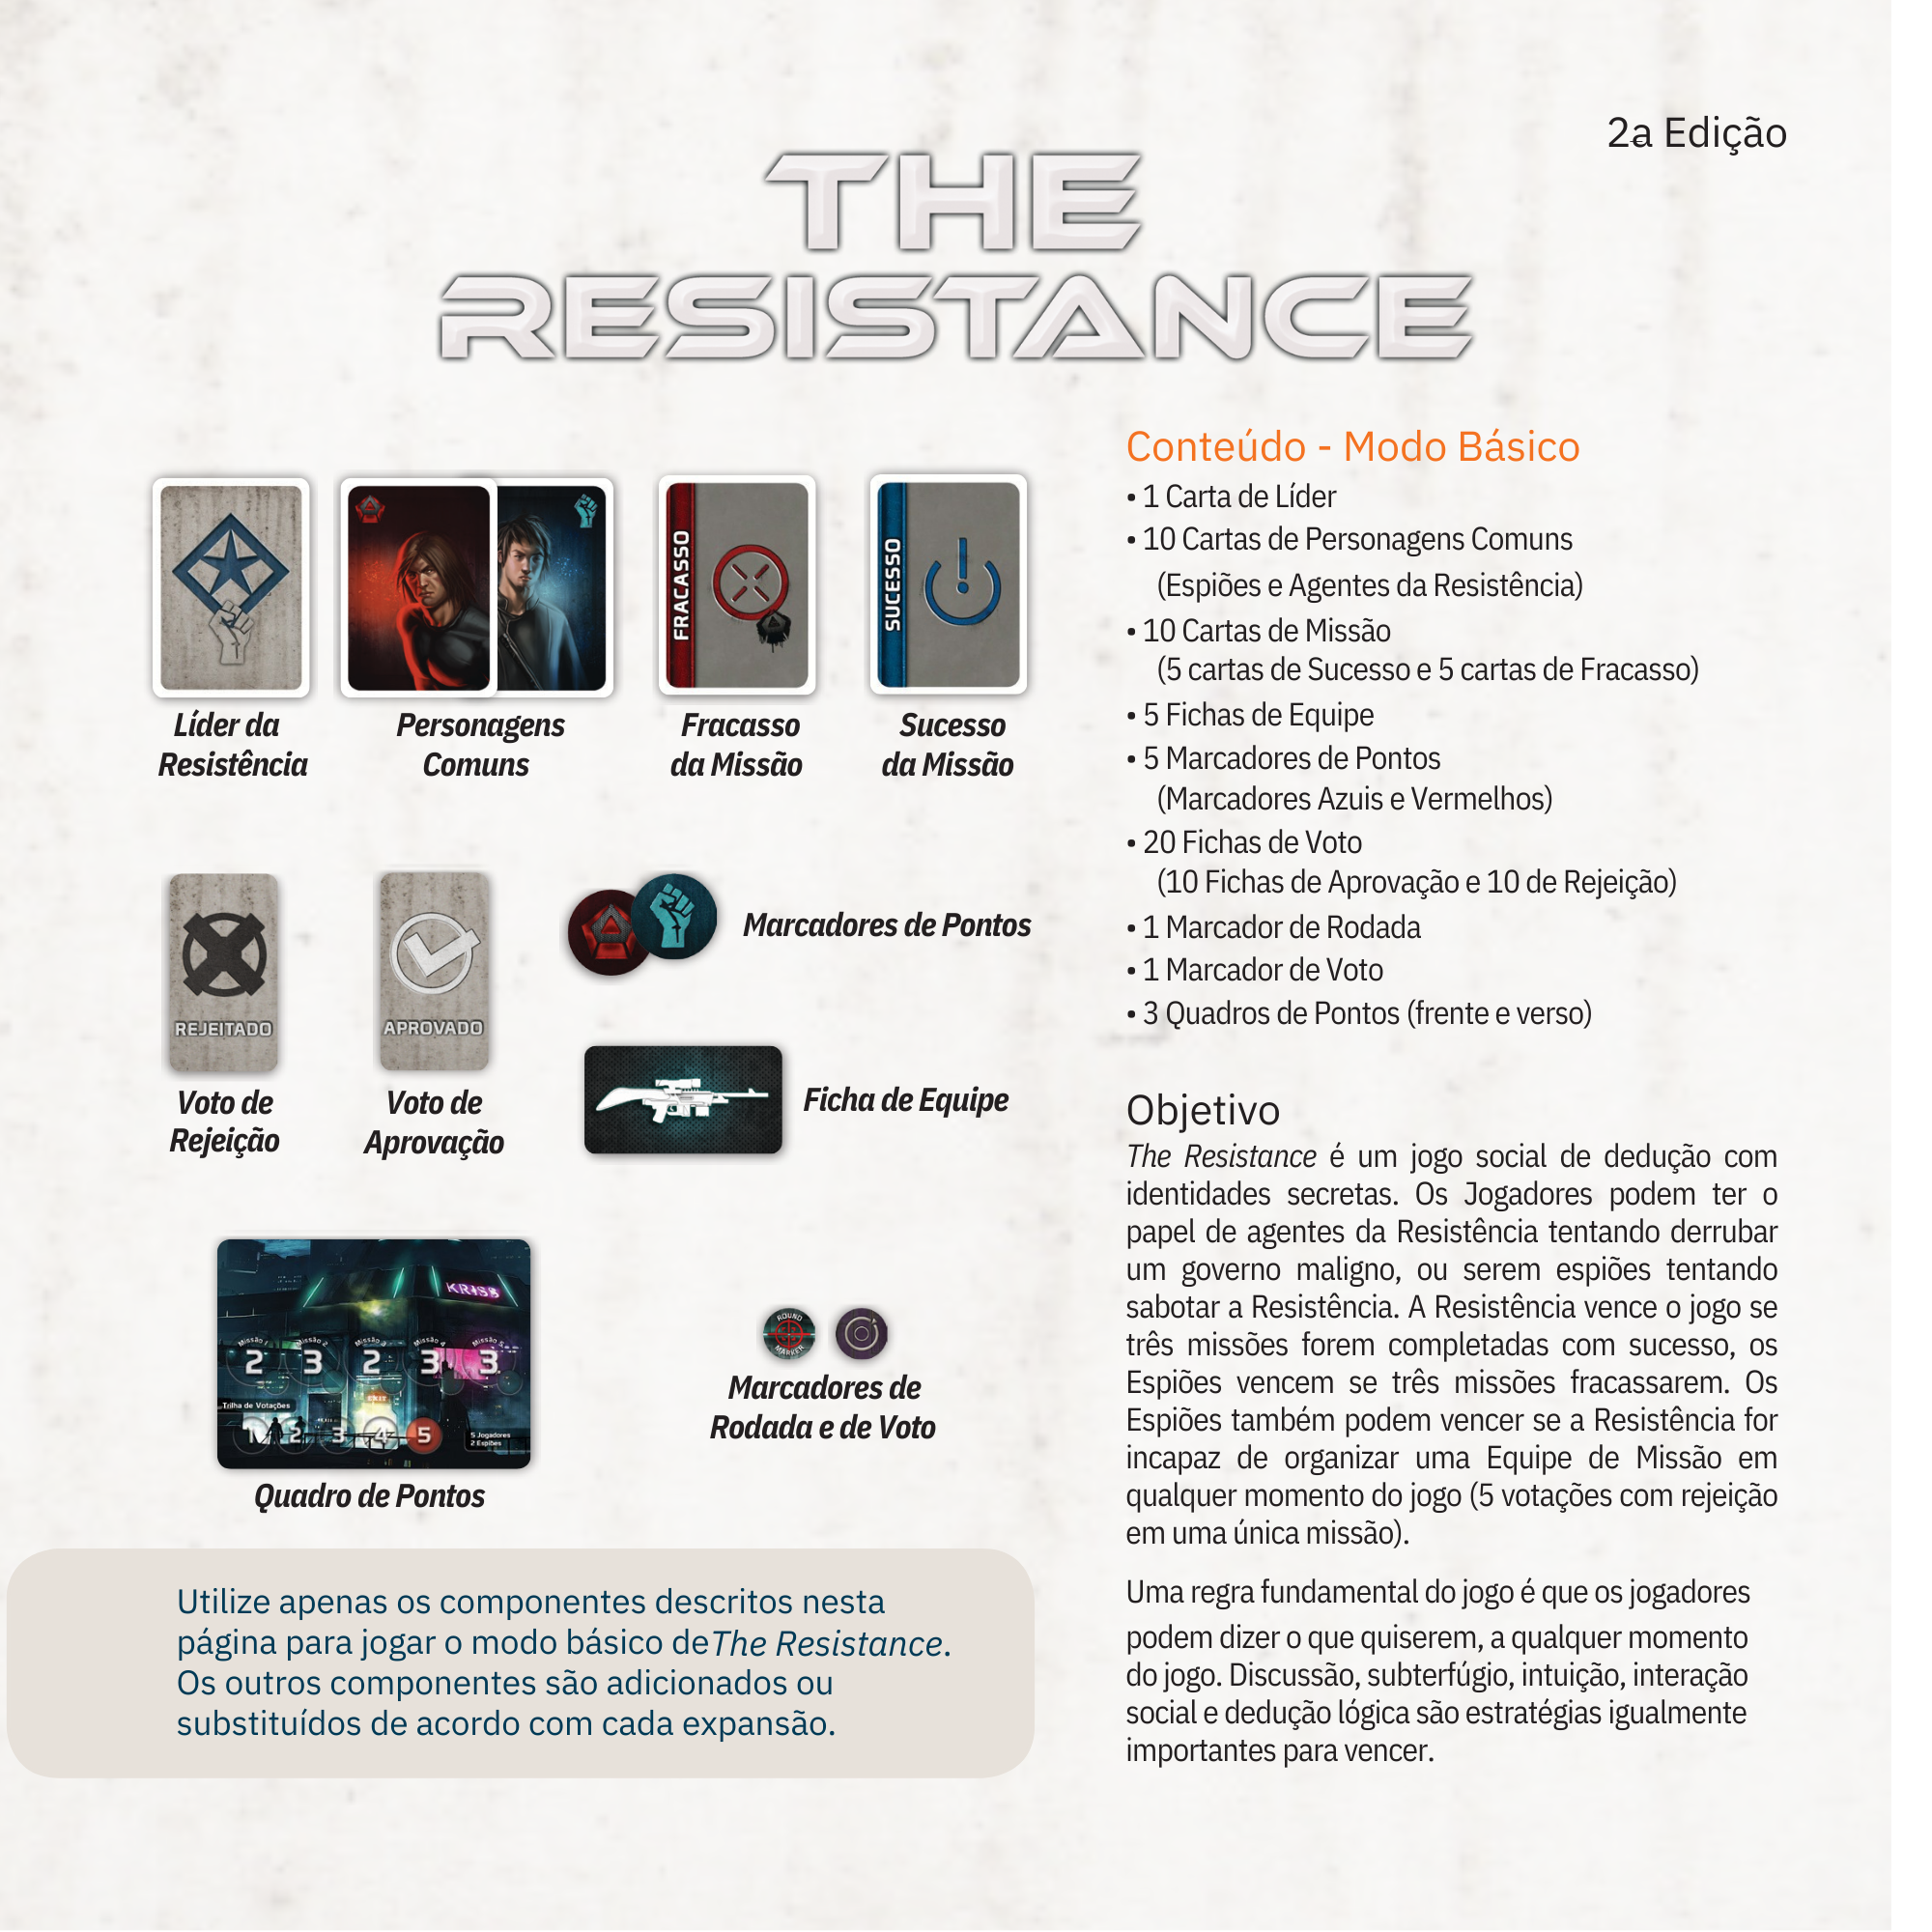 2a Edição
THE
RESISTANCE
FRACASSO
SUCESSO
Líder da
Resistência
Personagens
Comuns
Fracasso
da Missão
Sucesso
da Missão
REJEITADO
APROVADO
Voto de
Rejeição
Voto de
Aprovação
Marcadores de Pontos
Ficha de Equipe
KRISS
Missão 1
Missão 2
Missão 3
Missão 4
Missão 5
2 3 2 3 3
EXIT
Trilha de Votações
1 2 3 4 5
5 Jogadores
2 Espiões
Quadro de Pontos
ROUND
MARKER
Marcadores de
Rodada e de Voto
Utilize apenas os componentes descritos nesta
página para jogar o modo básico deThe Resistance.
Os outros componentes são adicionados ou
substituídos de acordo com cada expansão.
Conteúdo - Modo Básico
• 1 Carta de Líder
• 10 Cartas de Personagens Comuns
(Espiões e Agentes da Resistência)
• 10 Cartas de Missão
(5 cartas de Sucesso e 5 cartas de Fracasso)
• 5 Fichas de Equipe
• 5 Marcadores de Pontos
(Marcadores Azuis e Vermelhos)
• 20 Fichas de Voto
(10 Fichas de Aprovação e 10 de Rejeição)
• 1 Marcador de Rodada
• 1 Marcador de Voto
• 3 Quadros de Pontos (frente e verso)
Objetivo
The Resistance é um jogo social de dedução com
identidades secretas. Os Jogadores podem ter o
papel de agentes da Resistência tentando derrubar
um governo maligno, ou serem espiões tentando
sabotar a Resistência. A Resistência vence o jogo se
três missões forem completadas com sucesso, os
Espiões vencem se três missões fracassarem. Os
Espiões também podem vencer se a Resistência for
incapaz de organizar uma Equipe de Missão em
qualquer momento do jogo (5 votações com rejeição
em uma única missão).
Uma regra fundamental do jogo é que os jogadores
podem dizer o que quiserem, a qualquer momento
do jogo. Discussão, subterfúgio, intuição, interação
social e dedução lógica são estratégias igualmente
importantes para vencer.